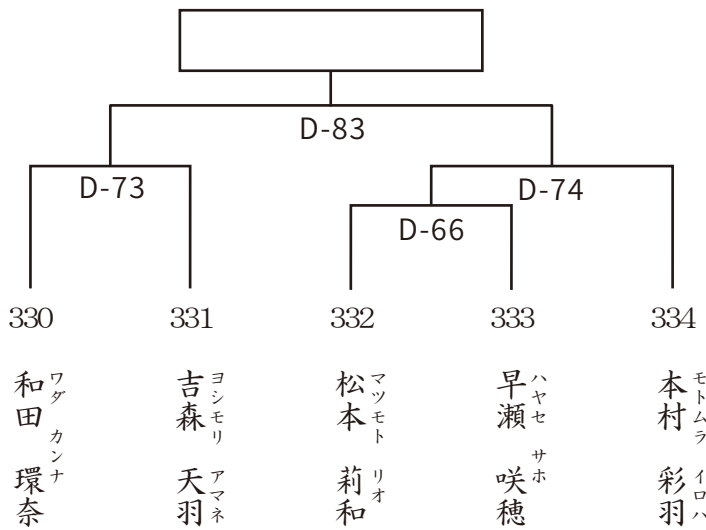 D-83
D-73
D-74
D-66
330
331
332
333
334
和田 環奈
ワダ カンナ
吉森 天羽
ヨシモリ アマネ
松本 莉和
マツモト リオ
早瀬 咲穂
ハヤセ サホ
本村 彩羽
モトムラ イロハ